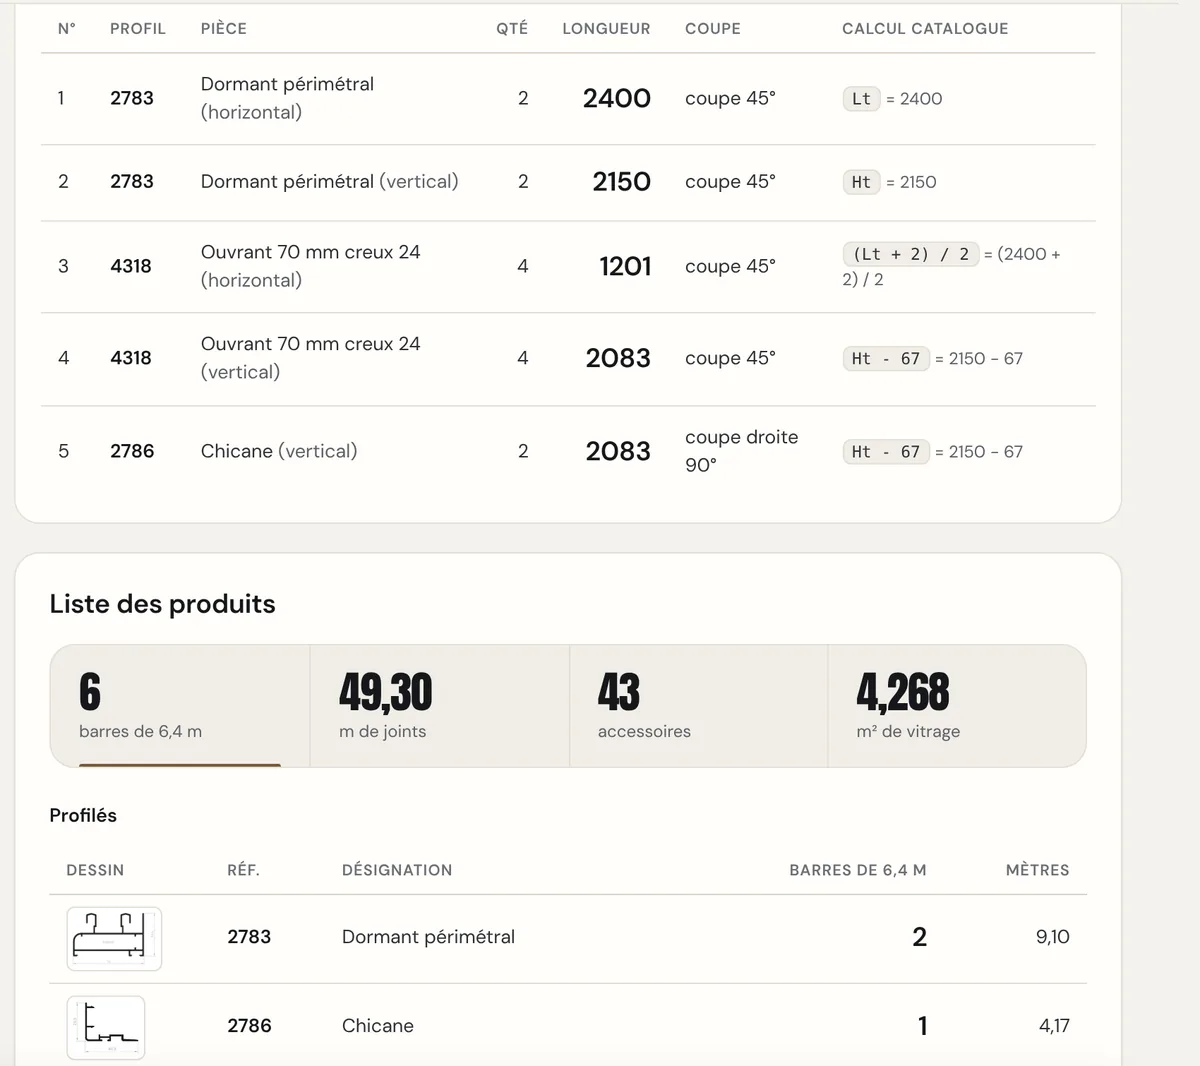 N° PROFIL PIÈCE QTÉ LONGUEUR COUPE CALCUL CATALOGUE
1 2783 Dormant périmétral (horizontal) 2 2400 coupe 45° Lt = 2400
2 2783 Dormant périmétral (vertical) 2 2150 coupe 45° Ht = 2150
3 4318 Ouvrant 70 mm creux 24 (horizontal) 4 1201 coupe 45° (Lt + 2) / 2 = (2400 + 2) / 2
4 4318 Ouvrant 70 mm creux 24 (vertical) 4 2083 coupe 45° Ht - 67 = 2150 − 67
5 2786 Chicane (vertical) 2 2083 coupe droite 90° Ht - 67 = 2150 − 67
Liste des produits
6 49,30 43 4,268
barres de 6,4 m m de joints accessoires m² de vitrage
Profilés
DESSIN RÉF. DÉSIGNATION BARRES DE 6,4 M MÈTRES
2783 Dormant périmétral 2 9,10
2786 Chicane 1 4,17